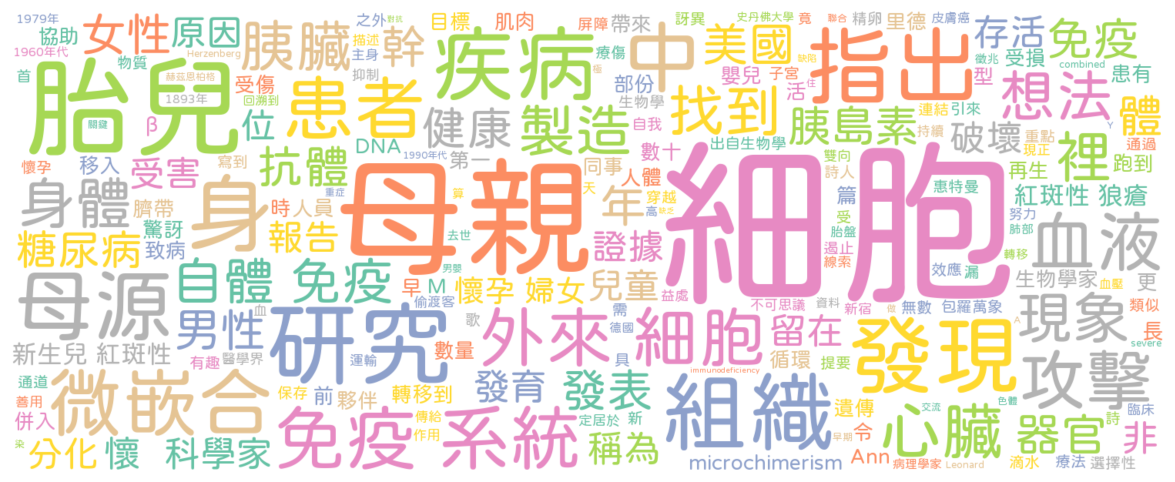 1979年
之外
對抗
目標
肌肉
屏障
帶來
訝異
史丹佛大學
竟
聯合
精卵
里德
皮膚癌
存活
免疫
協助
女性
原因
胰臟
幹
疾病
中
美國
指出
1960年代
物質
Herzenberg
描述
主身
療傷
缺陷
徵兆
受損
combined
首
胎兒
受傷
赫茲恩柏格
抑制
極
部份
嬰兒
子宮
活
住
型
患有
1893年
回溯到
患者
生物學
找到
想法
體
關鍵
β
位
健康
製造
自我
胰島素
連結
引來
Y
DNA
持續
破壞
重點
現正
通過
懷孕
移入
寫到
抗體
1990年代
第一
同事
數十
出自生物學
雙向
詩人
再生
裡
跑到
受害
重症
算
天
人體
穿越
惠特曼
紅斑性 狼瘡
身體
臍帶
身
時
人員
母親
年
高
缺乏
細胞
篇
受
胎盤
努力
肺部
驚訝
報告
糖尿病
致病
去世
證據
遏止
線索
血液
轉移
母源
男嬰
自體 免疫
早
M
懷孕 婦女
兒童
益處
效應
漏
生物學家
更
偷渡客
不可思議
資料
新宿
做
無數
包羅萬象
血髮
類似
男性
研究
血
歌
德國
需
外來 細胞
留在
發現
現象
長
A
severe
新生兒 紅斑性
有趣
醫學界
運輸
數量
具
immunodeficiency
循環
提要
攻擊
通道
善用
微嵌合
保存
前
夥伴
轉移到
發育
發表
定居於
新
組織
遺傳
交流
色體
臨床
詩
併入
傳給
作用
染
分化
懷
科學家
免疫 系統
稱為
microchimerism
早期
令
Ann
病理學家
心臟
Leonard
器官
滴水
療法
選擇性
非